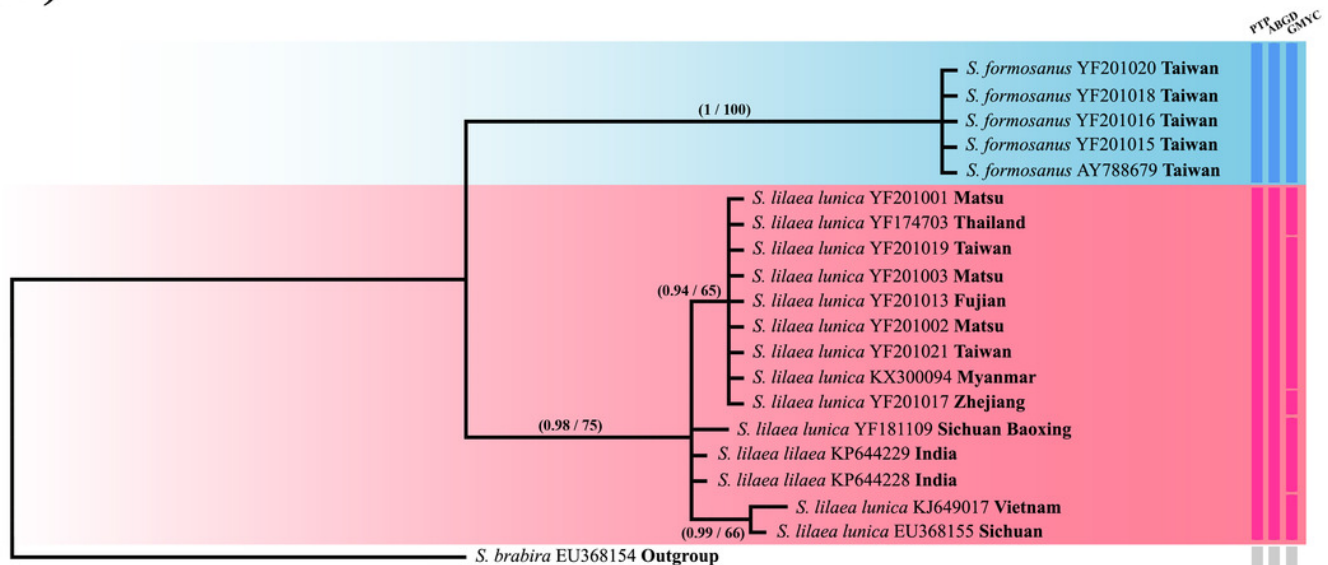 )
PTP ABGD GMYC
S. formosanus YF201020 Taiwan
S. formosanus YF201018 Taiwan
(1 / 100)
S. formosanus YF201016 Taiwan
S. formosanus YF201015 Taiwan
S. formosanus AY788679 Taiwan
S. lilaea lunica YF201001 Matsu
S. lilaea lunica YF174703 Thailand
S. lilaea lunica YF201019 Taiwan
S. lilaea lunica YF201003 Matsu
(0.94 / 65)
S. lilaea lunica YF201013 Fujian
S. lilaea lunica YF201002 Matsu
S. lilaea lunica YF201021 Taiwan
S. lilaea lunica KX300094 Myanmar
S. lilaea lunica YF201017 Zhejiang
(0.98 / 75)
S. lilaea lunica YF181109 Sichuan Baoxing
S. lilaea lilaea KP644229 India
S. lilaea lilaea KP644228 India
S. lilaea lunica KJ649017 Vietnam
(0.99 / 66)
S. lilaea lunica EU368155 Sichuan
S. brabira EU368154 Outgroup